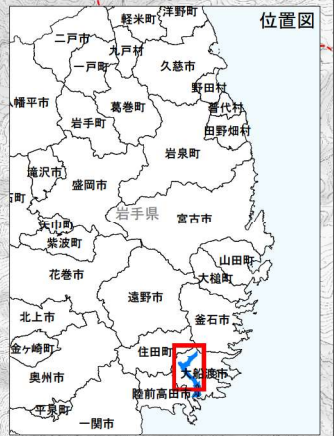 位置図
洋野町
軽米町
二戸市
九戸村
一戸町
久慈市
野田村
普代村
八幡平市
葛巻町
田野畑村
岩手町
岩泉町
滝沢市
盛岡市
岩手県
宮古市
石町
矢巾町
紫波町
山田町
大槌町
花巻市
遠野市
釜石市
北上市
住田町
金ヶ崎町
大船渡市
奥州市
陸前高田市
平泉町
一関市